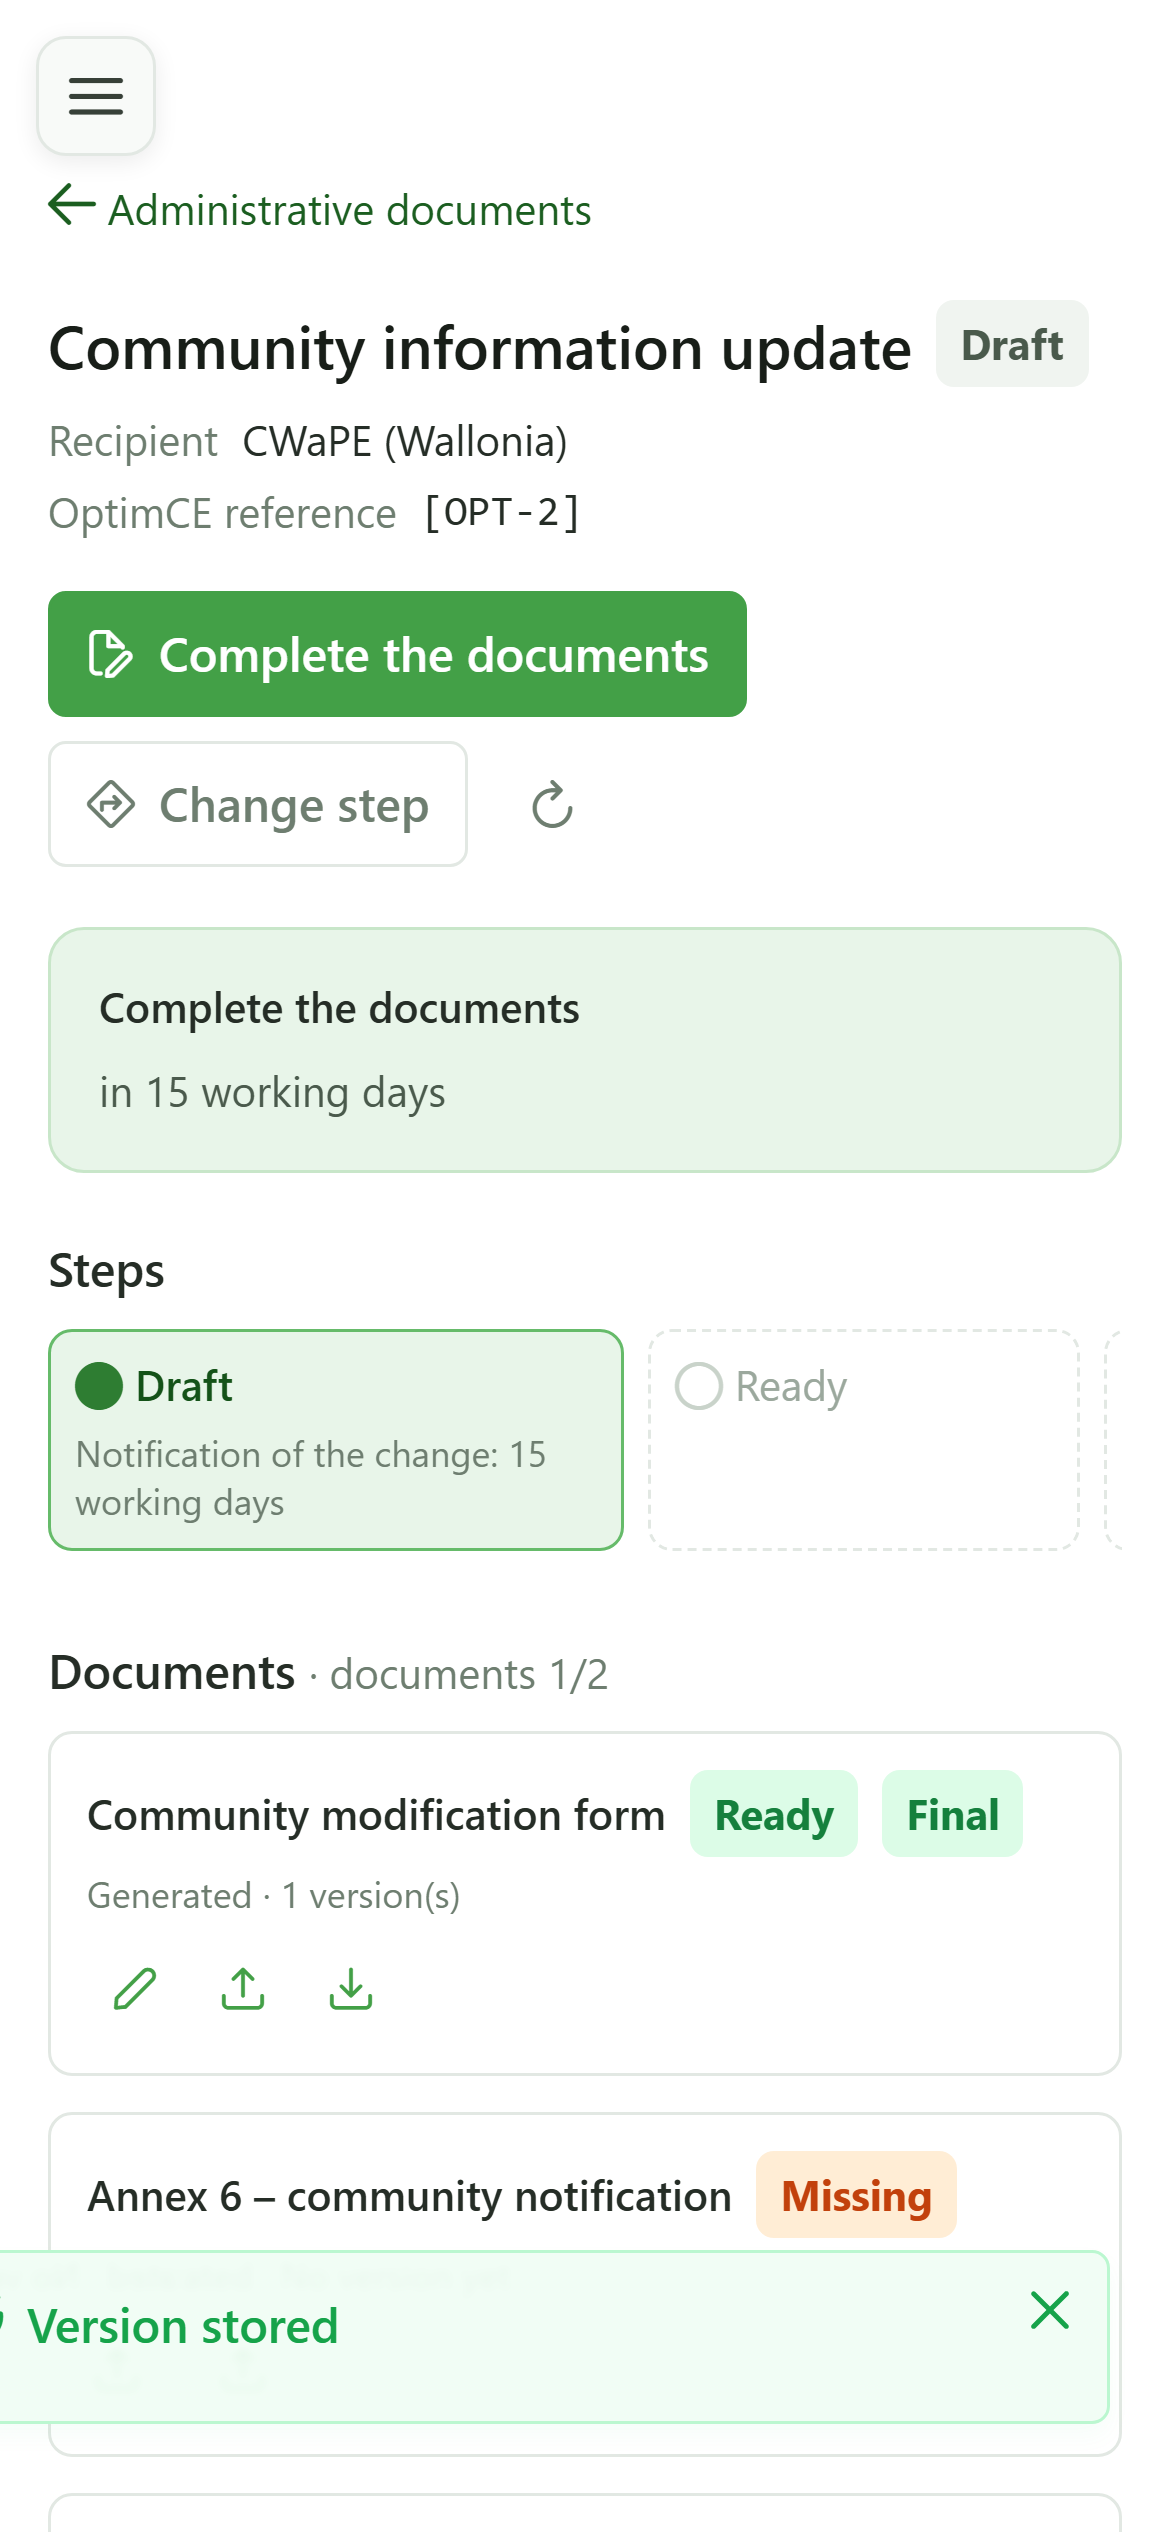 Administrative documents
Community information update
Draft
Recipient CWaPE (Wallonia)
OptimCE reference [OPT-2]
Complete the documents
Change step
Complete the documents
in 15 working days
Steps
Draft
Notification of the change: 15
working days
Ready
Documents · documents 1/2
Community modification form
Ready
Final
Generated · 1 version(s)
Annex 6 – community notification
Missing
Version stored